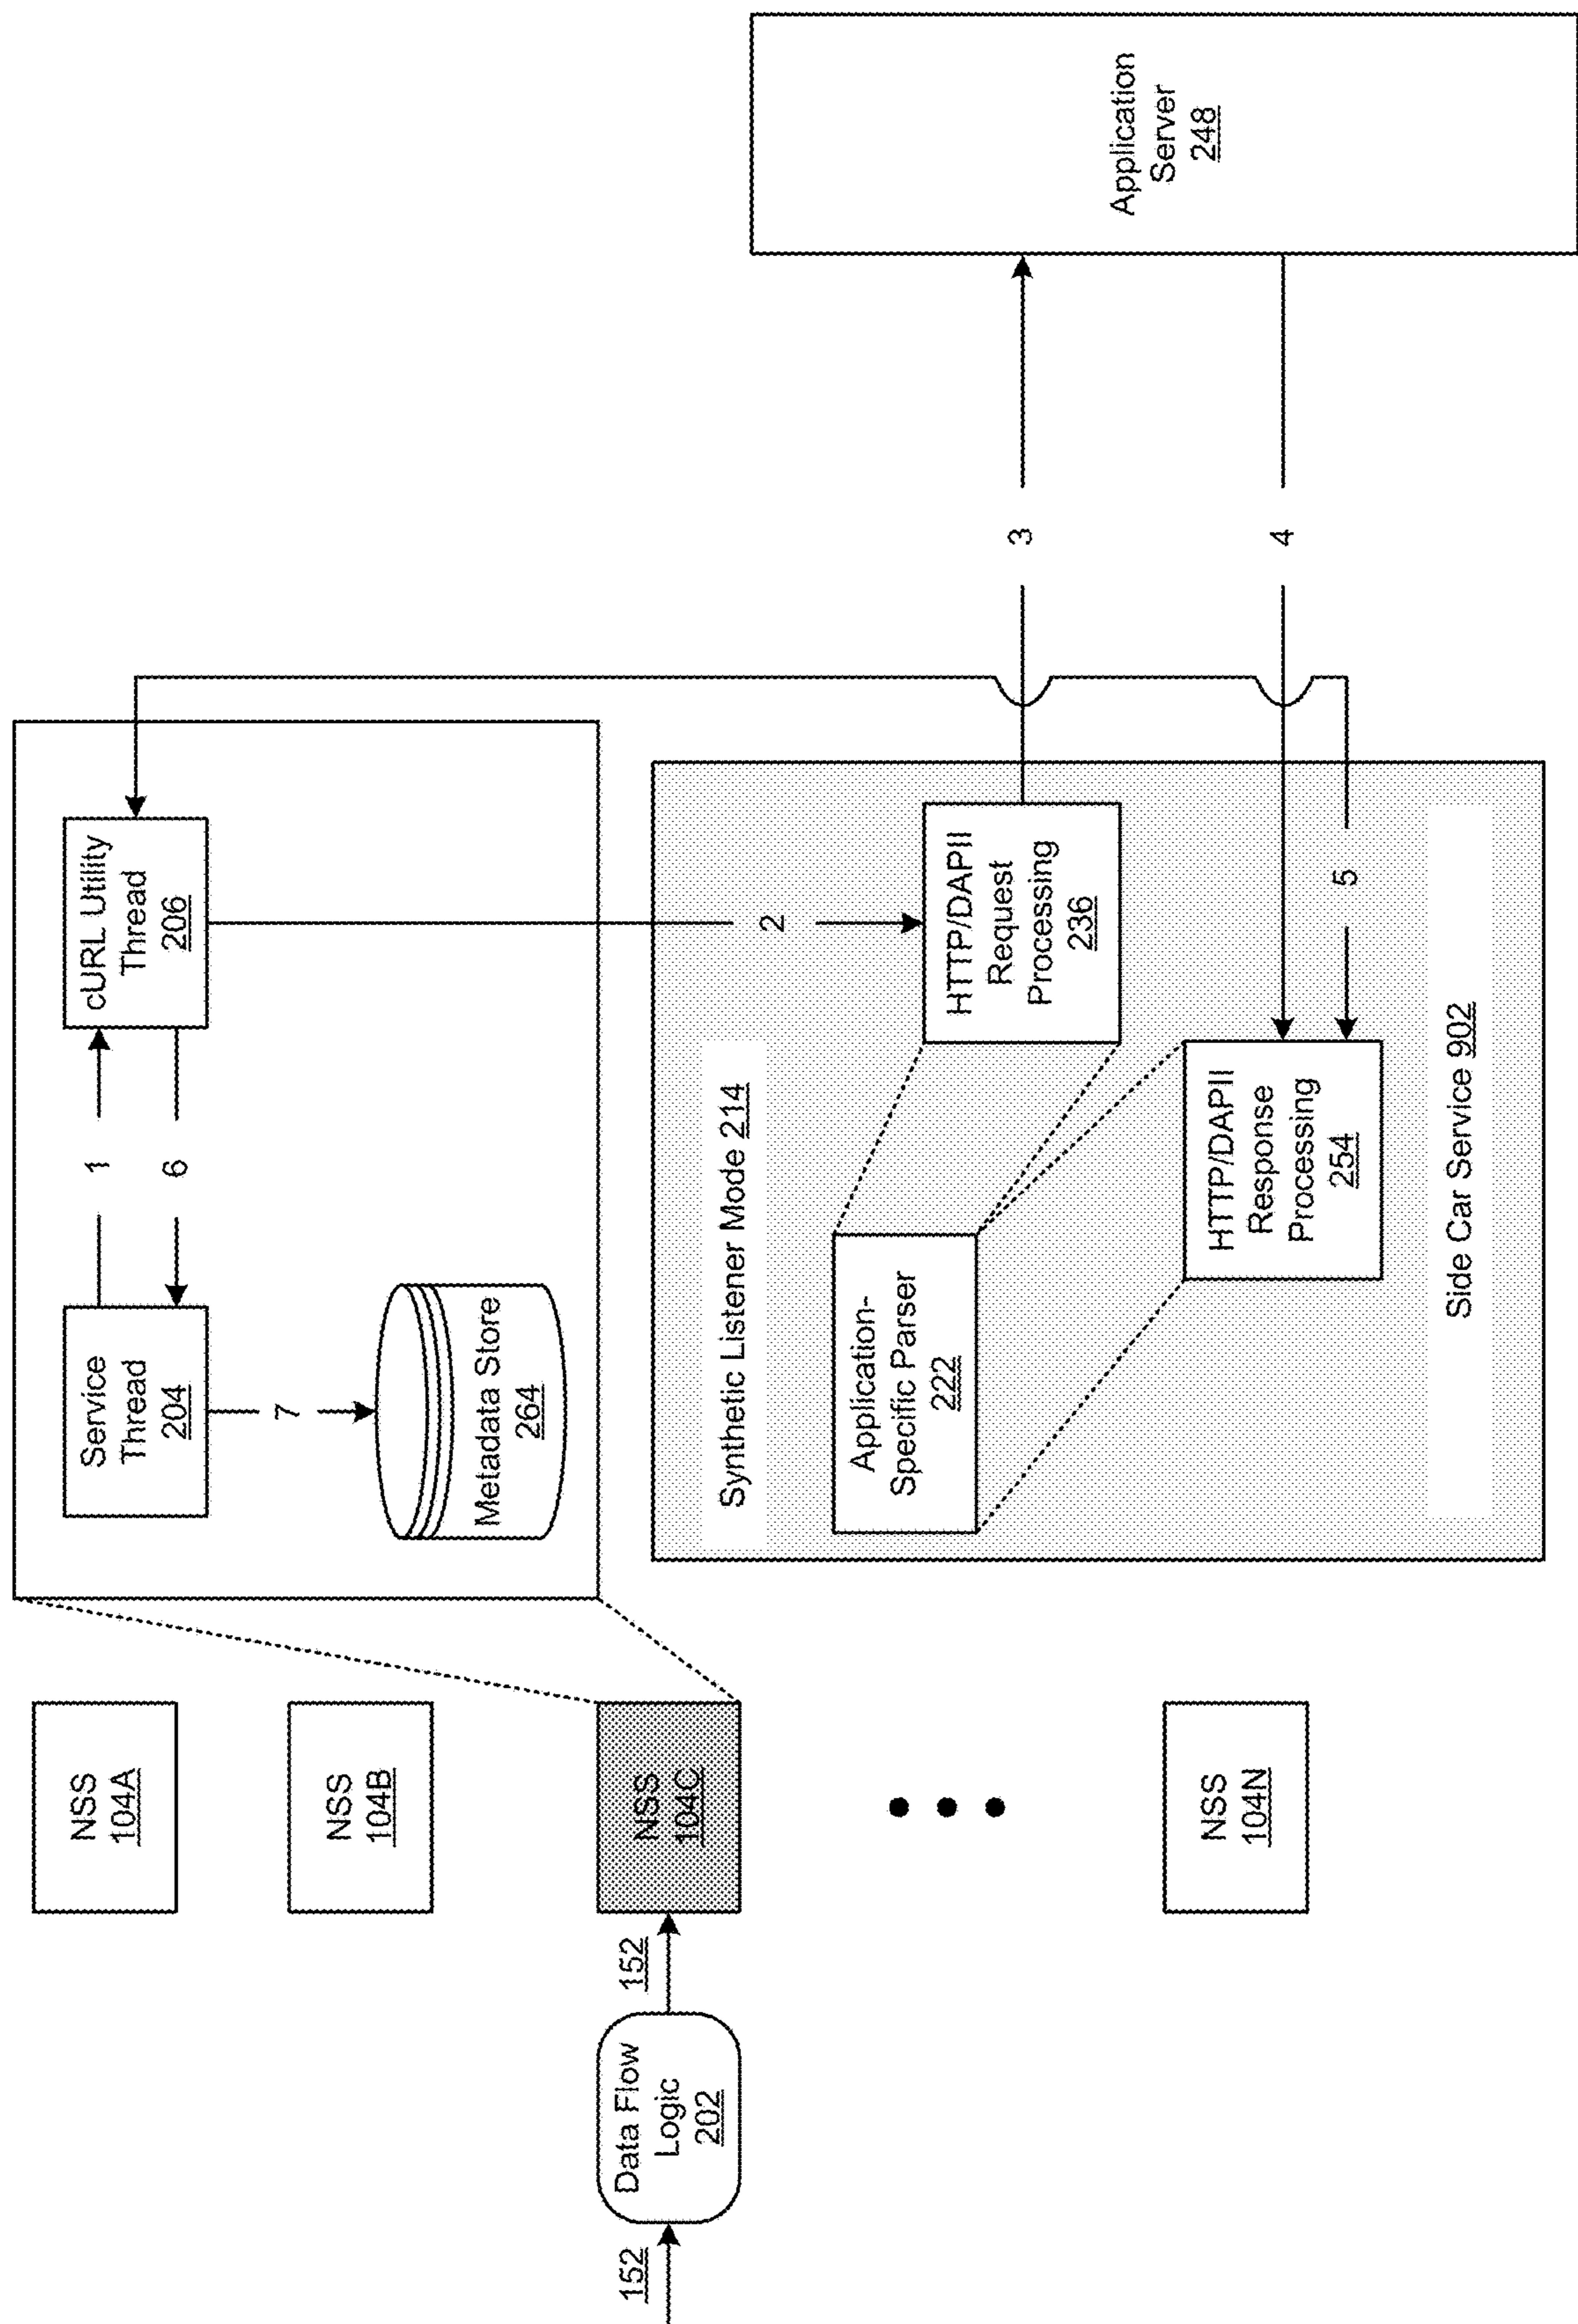 152
Data Flow
Logic
202
152
NSS
104A
NSS
104B
NSS
104C
NSS
104N
Service
Thread
204
1
6
cURL Utility
Thread
206
7
Metadata Store
264
2
Synthetic Listener Mode 214
Application-
Specific Parser
222
HTTP/DAPII
Request
Processing
236
HTTP/DAPII
Response
Processing
254
5
Side Car Service 902
3
4
Application
Server
248